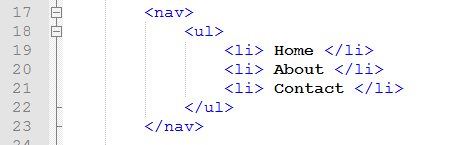 17 <nav>
18 <ul>
19 <li> Home </li>
20 <li> About </li>
21 <li> Contact </li>
22 </ul>
23 </nav>